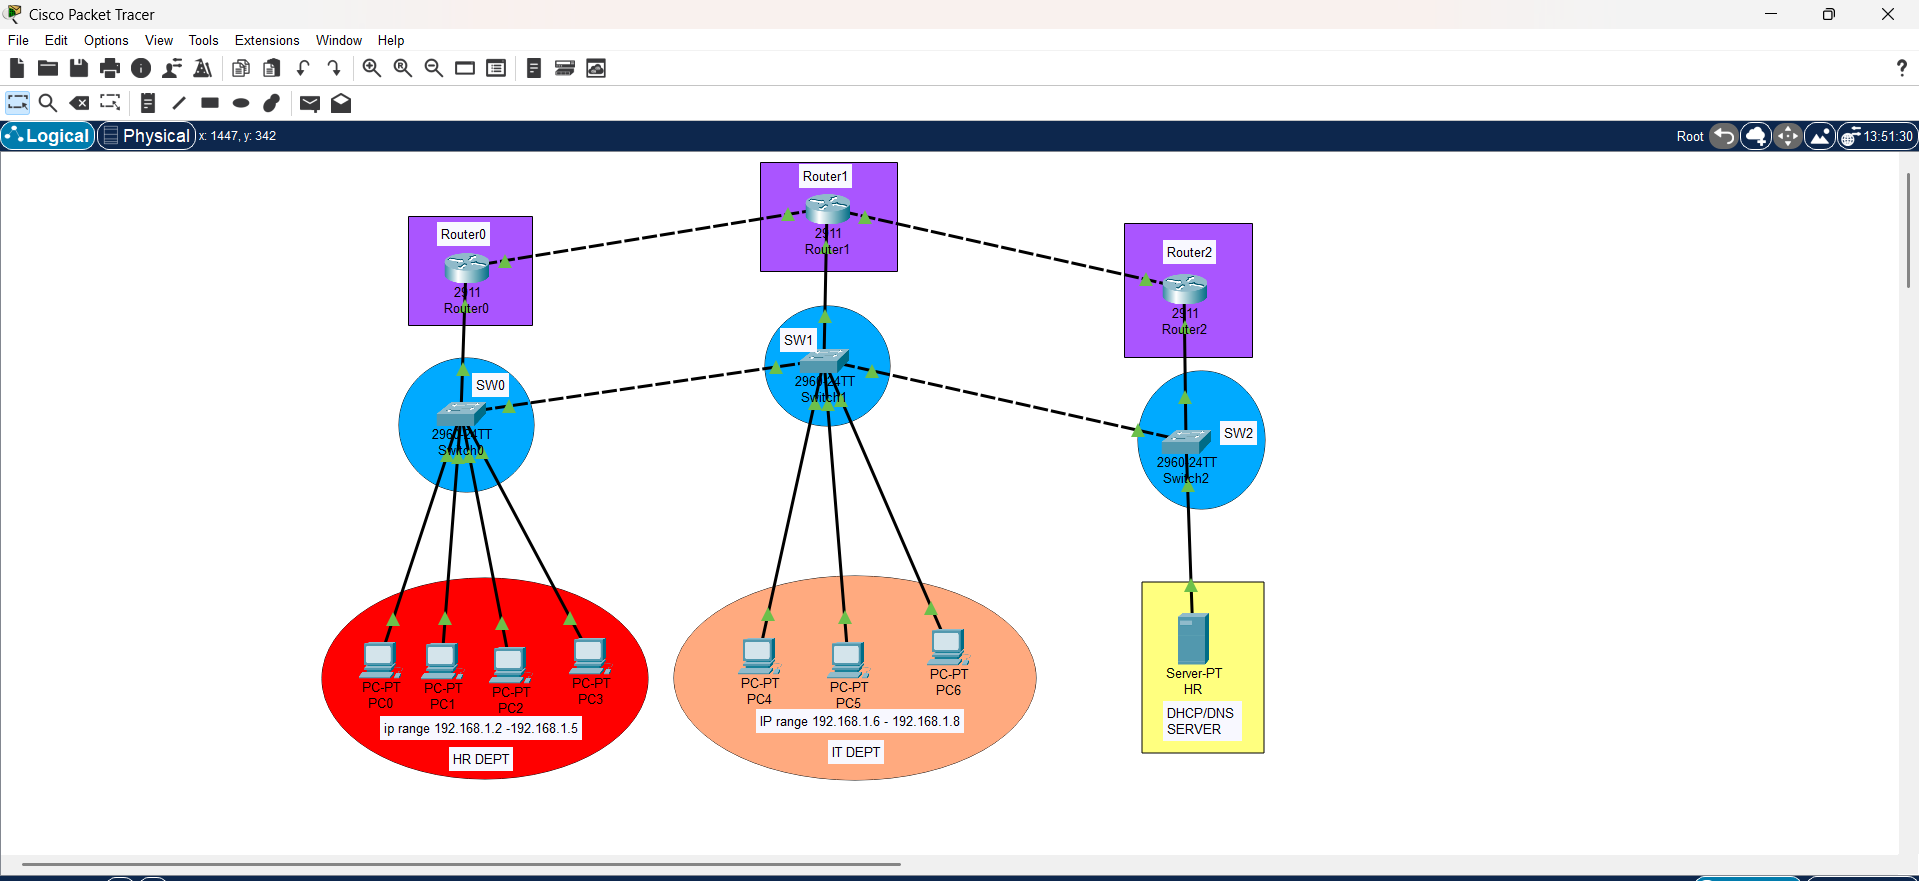 Cisco Packet Tracer
File Edit Options View Tools Extensions Window Help
Logical Physical x: 1447, y: 342 Root 13:51:30
Router1
2911
Router1
Router0
2911
Router0
Router2
2911
Router2
SW1
2960-24TT
Switch1
SW0
2960-24TT
Switch0
SW2
2960-24TT
Switch2
PC-PT
PC0
PC-PT
PC1
PC-PT
PC2
PC-PT
PC3
ip range 192.168.1.2 -192.168.1.5
HR DEPT
PC-PT
PC4
PC-PT
PC5
PC-PT
PC6
IP range 192.168.1.6 - 192.168.1.8
IT DEPT
Server-PT
HR
DHCP/DNS
SERVER